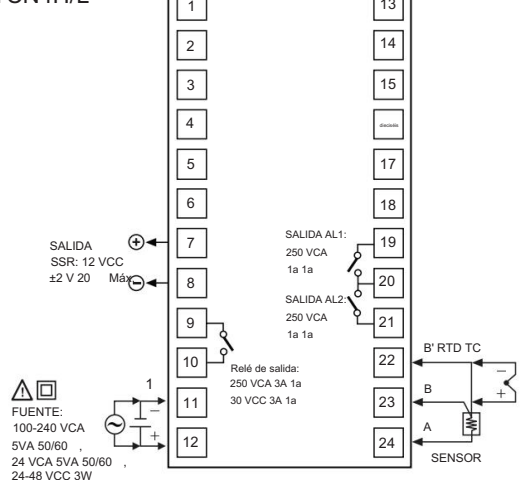 1
2
3
4
5
6
7
8
9
10
11
12
13
14
15
dieciséis
17
18
19
20
21
22
23
24
SALIDA
SSR: 12 VCC
±2 V 20 Máx.
SALIDA AL1:
250 VCA
1a 1a
SALIDA AL2:
250 VCA
1a 1a
Relé de salida:
250 VCA 3A 1a
30 VCC 3A 1a
1
FUENTE:
100-240 VCA
5VA 50/60 ,
24 VCA 5VA 50/60 ,
24-48 VCC 3W
B' RTD TC
B
A
SENSOR